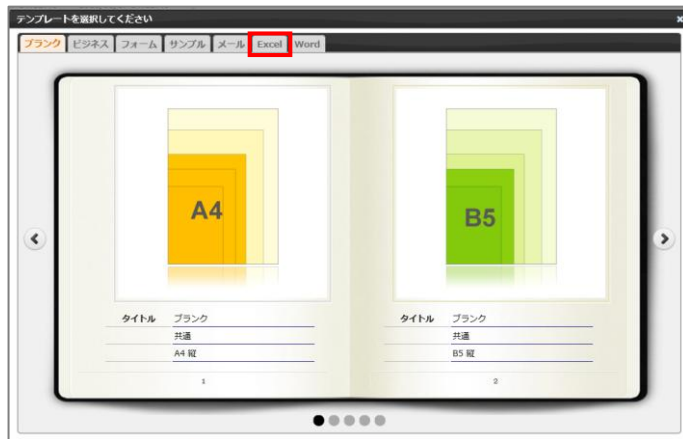 テンプレートを選択してください
ブランク ビジネス フォーム サンプル メール Excel Word
A4
B5
タイトル ブランク
共通
A4 縦
1
タイトル ブランク
共通
B5 縦
2